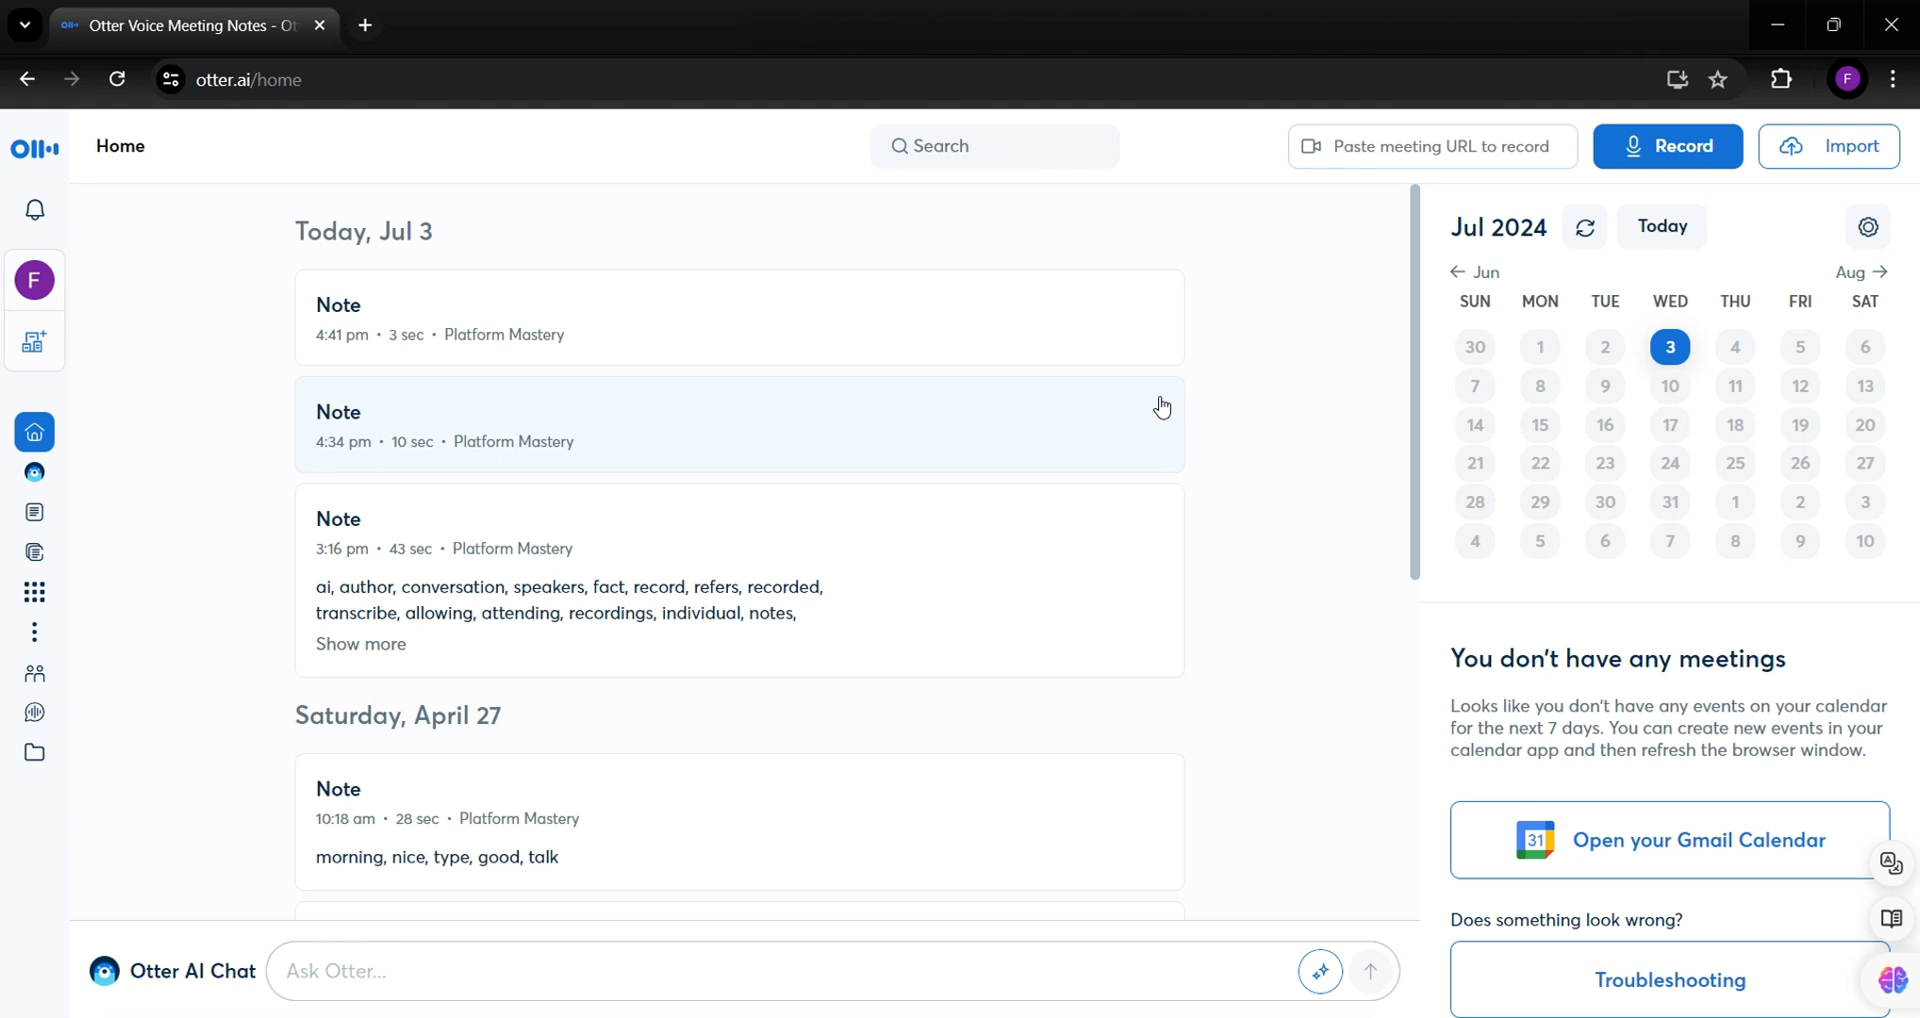 Otter Voice Meeting Notes - Ot
otter.ai/home
Home
Search
Paste meeting URL to record
Record
Import
F
F
Today, Jul 3
Note
4:41 pm • 3 sec • Platform Mastery
Note
4:34 pm • 10 sec • Platform Mastery
Note
3:16 pm • 43 sec • Platform Mastery
ai, author, conversation, speakers, fact, record, refers, recorded,
transcribe, allowing, attending, recordings, individual, notes,
Show more
Saturday, April 27
Note
10:18 am • 28 sec • Platform Mastery
morning, nice, type, good, talk
Otter AI Chat
Ask Otter...
Jul 2024
Today
← Jun
Aug →
SUN MON TUE WED THU FRI SAT
30 1 2 3 4 5 6
7 8 9 10 11 12 13
14 15 16 17 18 19 20
21 22 23 24 25 26 27
28 29 30 31 1 2 3
4 5 6 7 8 9 10
You don't have any meetings
Looks like you don't have any events on your calendar
for the next 7 days. You can create new events in your
calendar app and then refresh the browser window.
31
Open your Gmail Calendar
Does something look wrong?
Troubleshooting